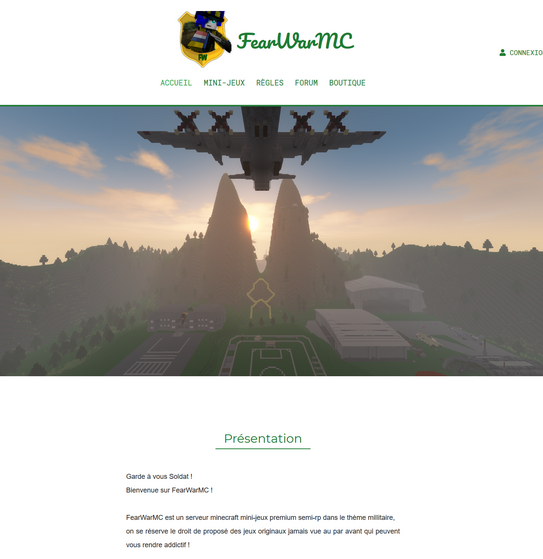 FW
FearWarMC
CONNEXIO
ACCUEIL MINI-JEUX RÈGLES FORUM BOUTIQUE
Présentation
Garde à vous Soldat !
Bienvenue sur FearWarMC !
FearWarMC est un serveur minecraft mini-jeux premium semi-rp dans le thème millitaire,
on se réserve le droit de proposé des jeux originaux jamais vue au par avant qui peuvent
vous rendre addictif !